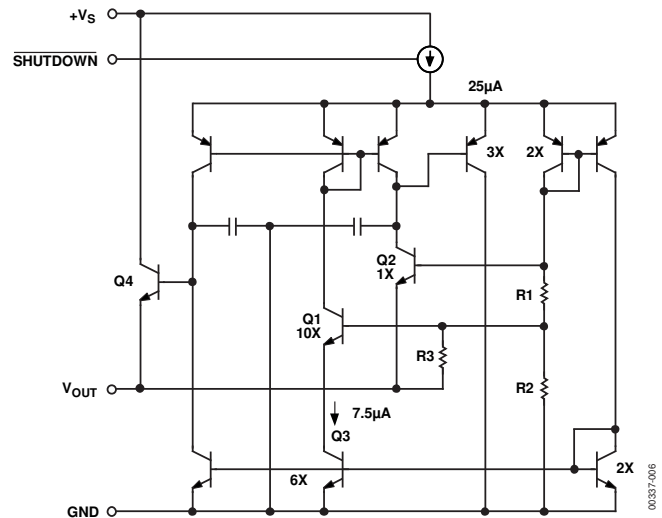 +VS
SHUTDOWN
25µA
3X
2X
Q2
1X
Q4
R1
Q1
10X
R3
R2
VOUT
7.5µA
Q3
6X
2X
GND
00337-006